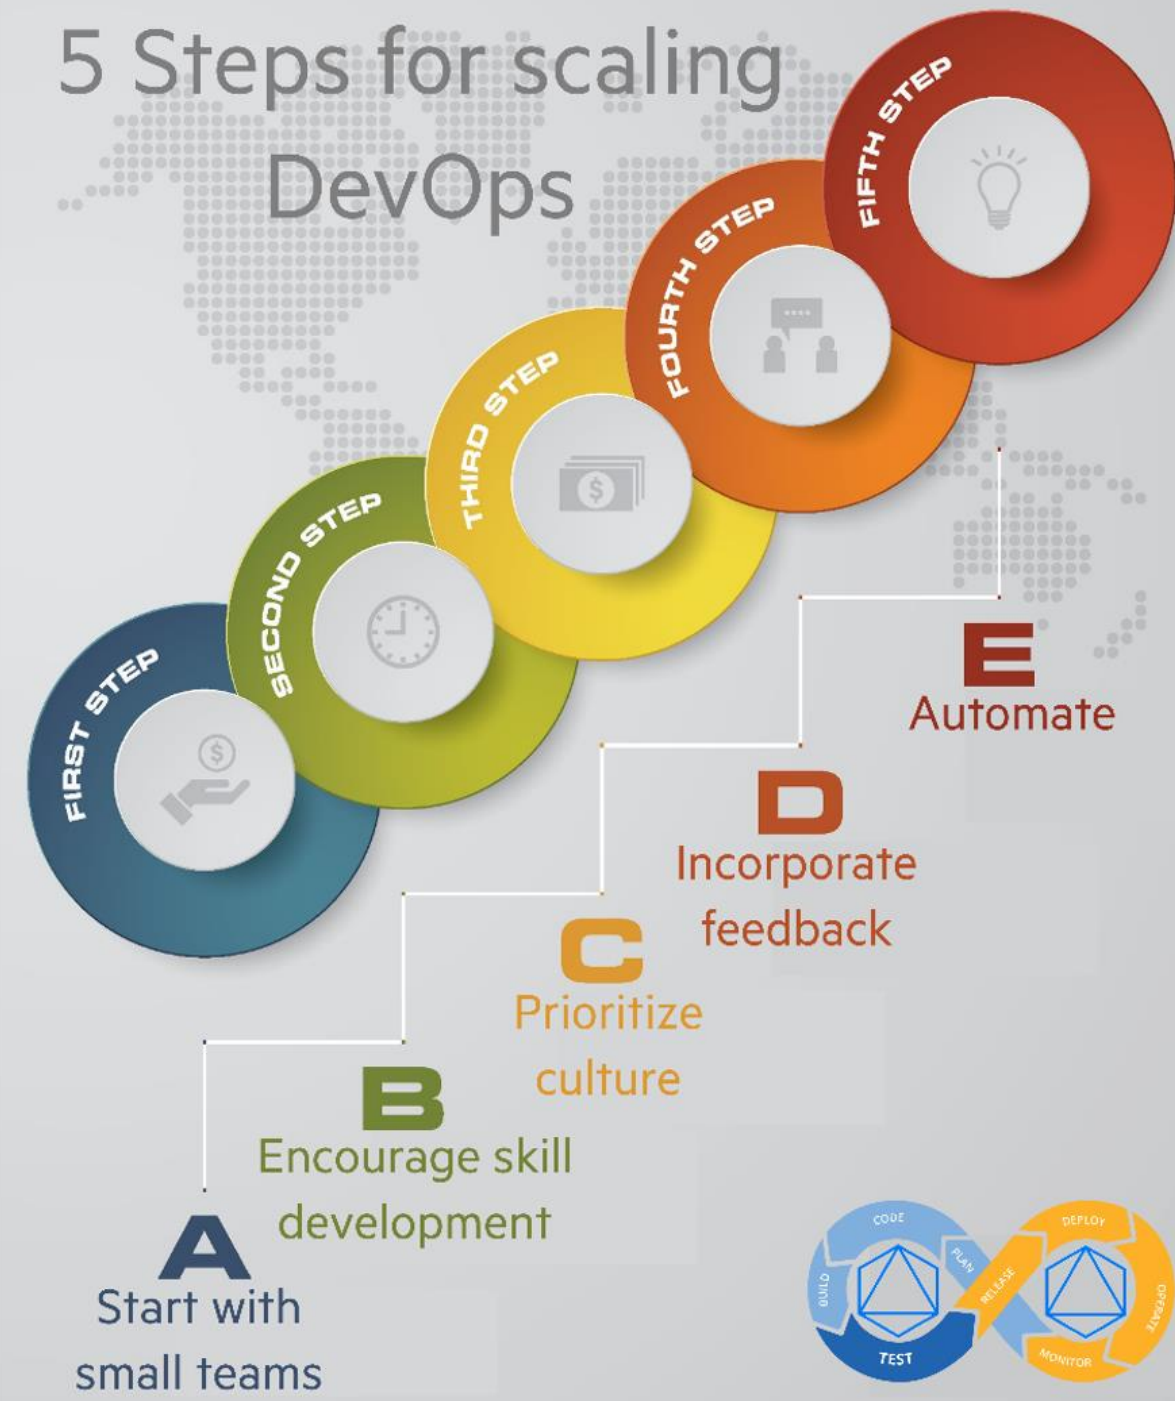 5 Steps for scaling
DevOps
FIFTH STEP
FOURTH STEP
THIRD STEP
SECOND STEP
FIRST STEP
$
$
E
Automate
D
Incorporate
feedback
C
Prioritize
culture
B
Encourage skill
development
A
Start with
small teams
CODE
BUILD
PLAN
TEST
RELEASE
DEPLOY
OPERATE
MONITOR